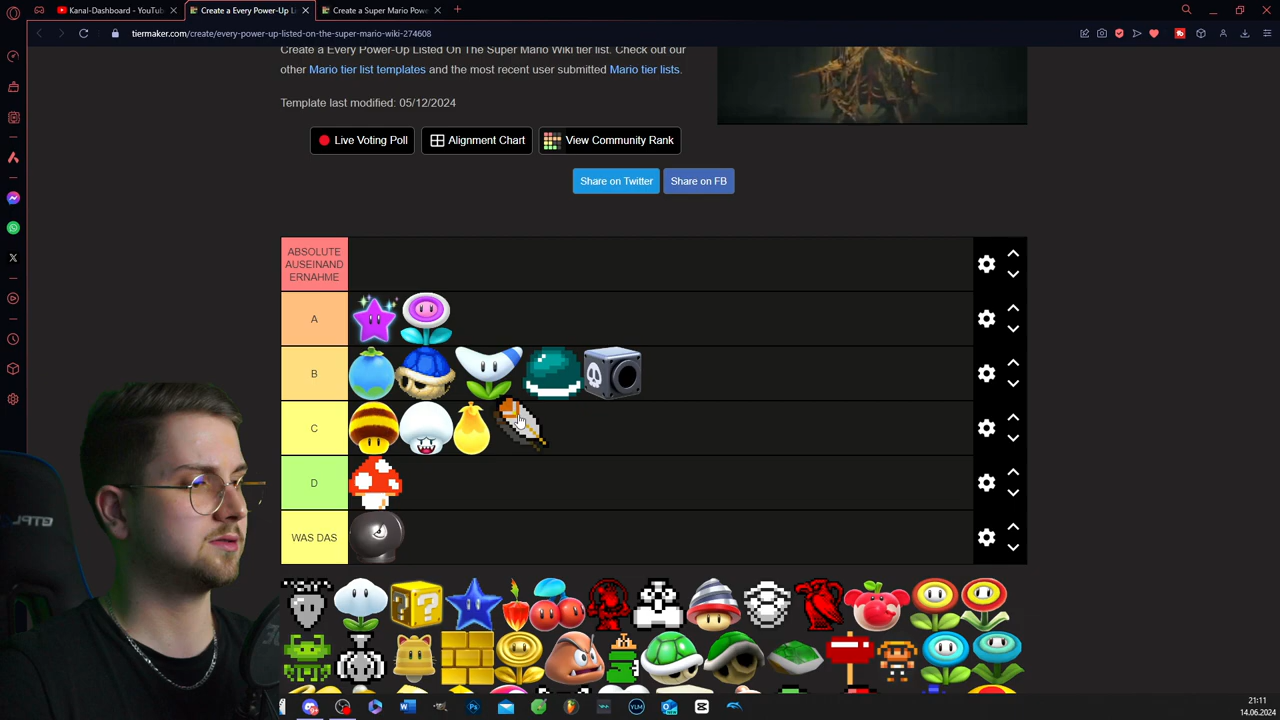 Kanal-Dashboard - YouTub
Create a Every Power-Up Li
Create a Super Mario Powe
tiermaker.com/create/every-power-up-listed-on-the-super-mario-wiki-274608
Create a Every Power-Up Listed On The Super Mario Wiki tier list. Check out our
other Mario tier list templates and the most recent user submitted Mario tier lists.
Template last modified: 05/12/2024
Live Voting Poll
Alignment Chart
View Community Rank
Share on Twitter
Share on FB
ABSOLUTE
AUSEINAND
ERNAHME
A
B
C
D
WAS DAS
21:11
14.06.2024